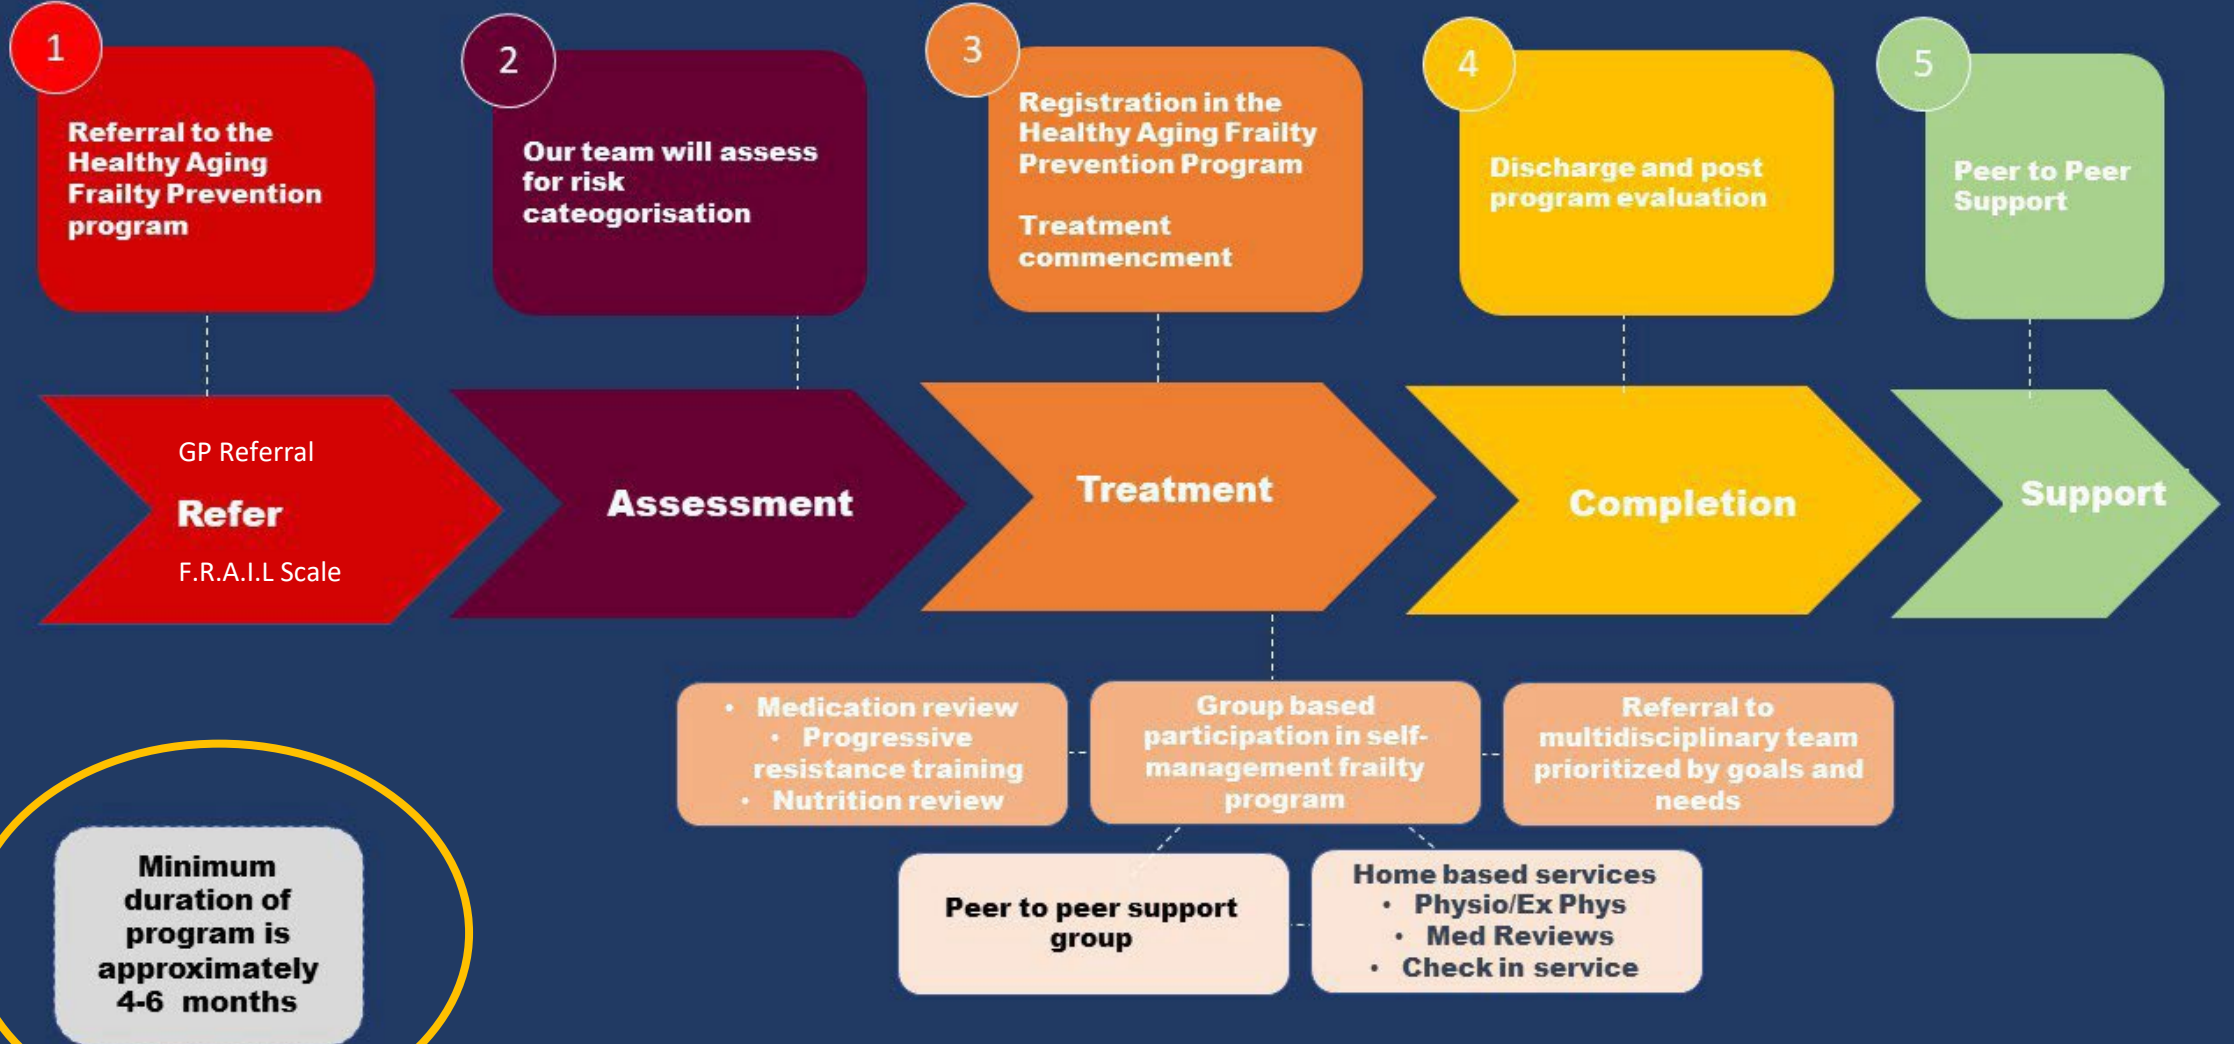 1
Referral to the
Healthy Aging
Frailty Prevention
program
2
Our team will assess
for risk
cateogorisation
3
Registration in the
Healthy Aging Frailty
Prevention Program
Treatment
commencment
4
Discharge and post
program evaluation
5
Peer to Peer
Support
GP Referral
Refer
F.R.A.I.L Scale
Assessment
Treatment
Completion
Support
• Medication review
• Progressive
resistance training
• Nutrition review
Group based
participation in self-
management frailty
program
Referral to
multidisciplinary team
prioritized by goals and
needs
Peer to peer support
group
Home based services
• Physio/Ex Phys
• Med Reviews
• Check in service
Minimum
duration of
program is
approximately
4-6 months